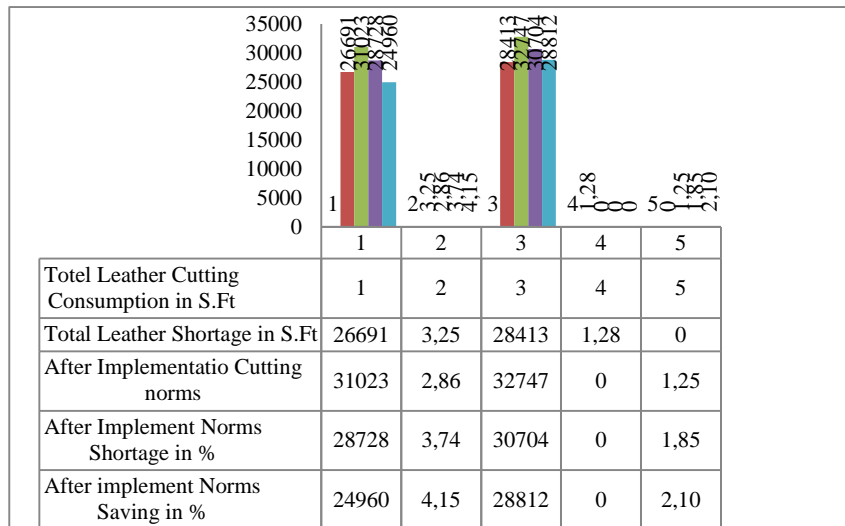 35000
30000
25000
20000
15000
10000
5000
0
1 26691 31023 28728 24960
2 3,25 2,86 3,74 4,15
3 28413 32747 30704 28812
4 1,28 0 0 0
5 0 1,25 1,85 2,10
1 2 3 4 5
Totel Leather Cutting
Consumption in S.Ft
1 2 3 4 5
Total Leather Shortage in S.Ft 26691 3,25 28413 1,28 0
After Implementatio Cutting
norms
31023 2,86 32747 0 1,25
After Implement Norms
Shortage in %
28728 3,74 30704 0 1,85
After implement Norms
Saving in %
24960 4,15 28812 0 2,10